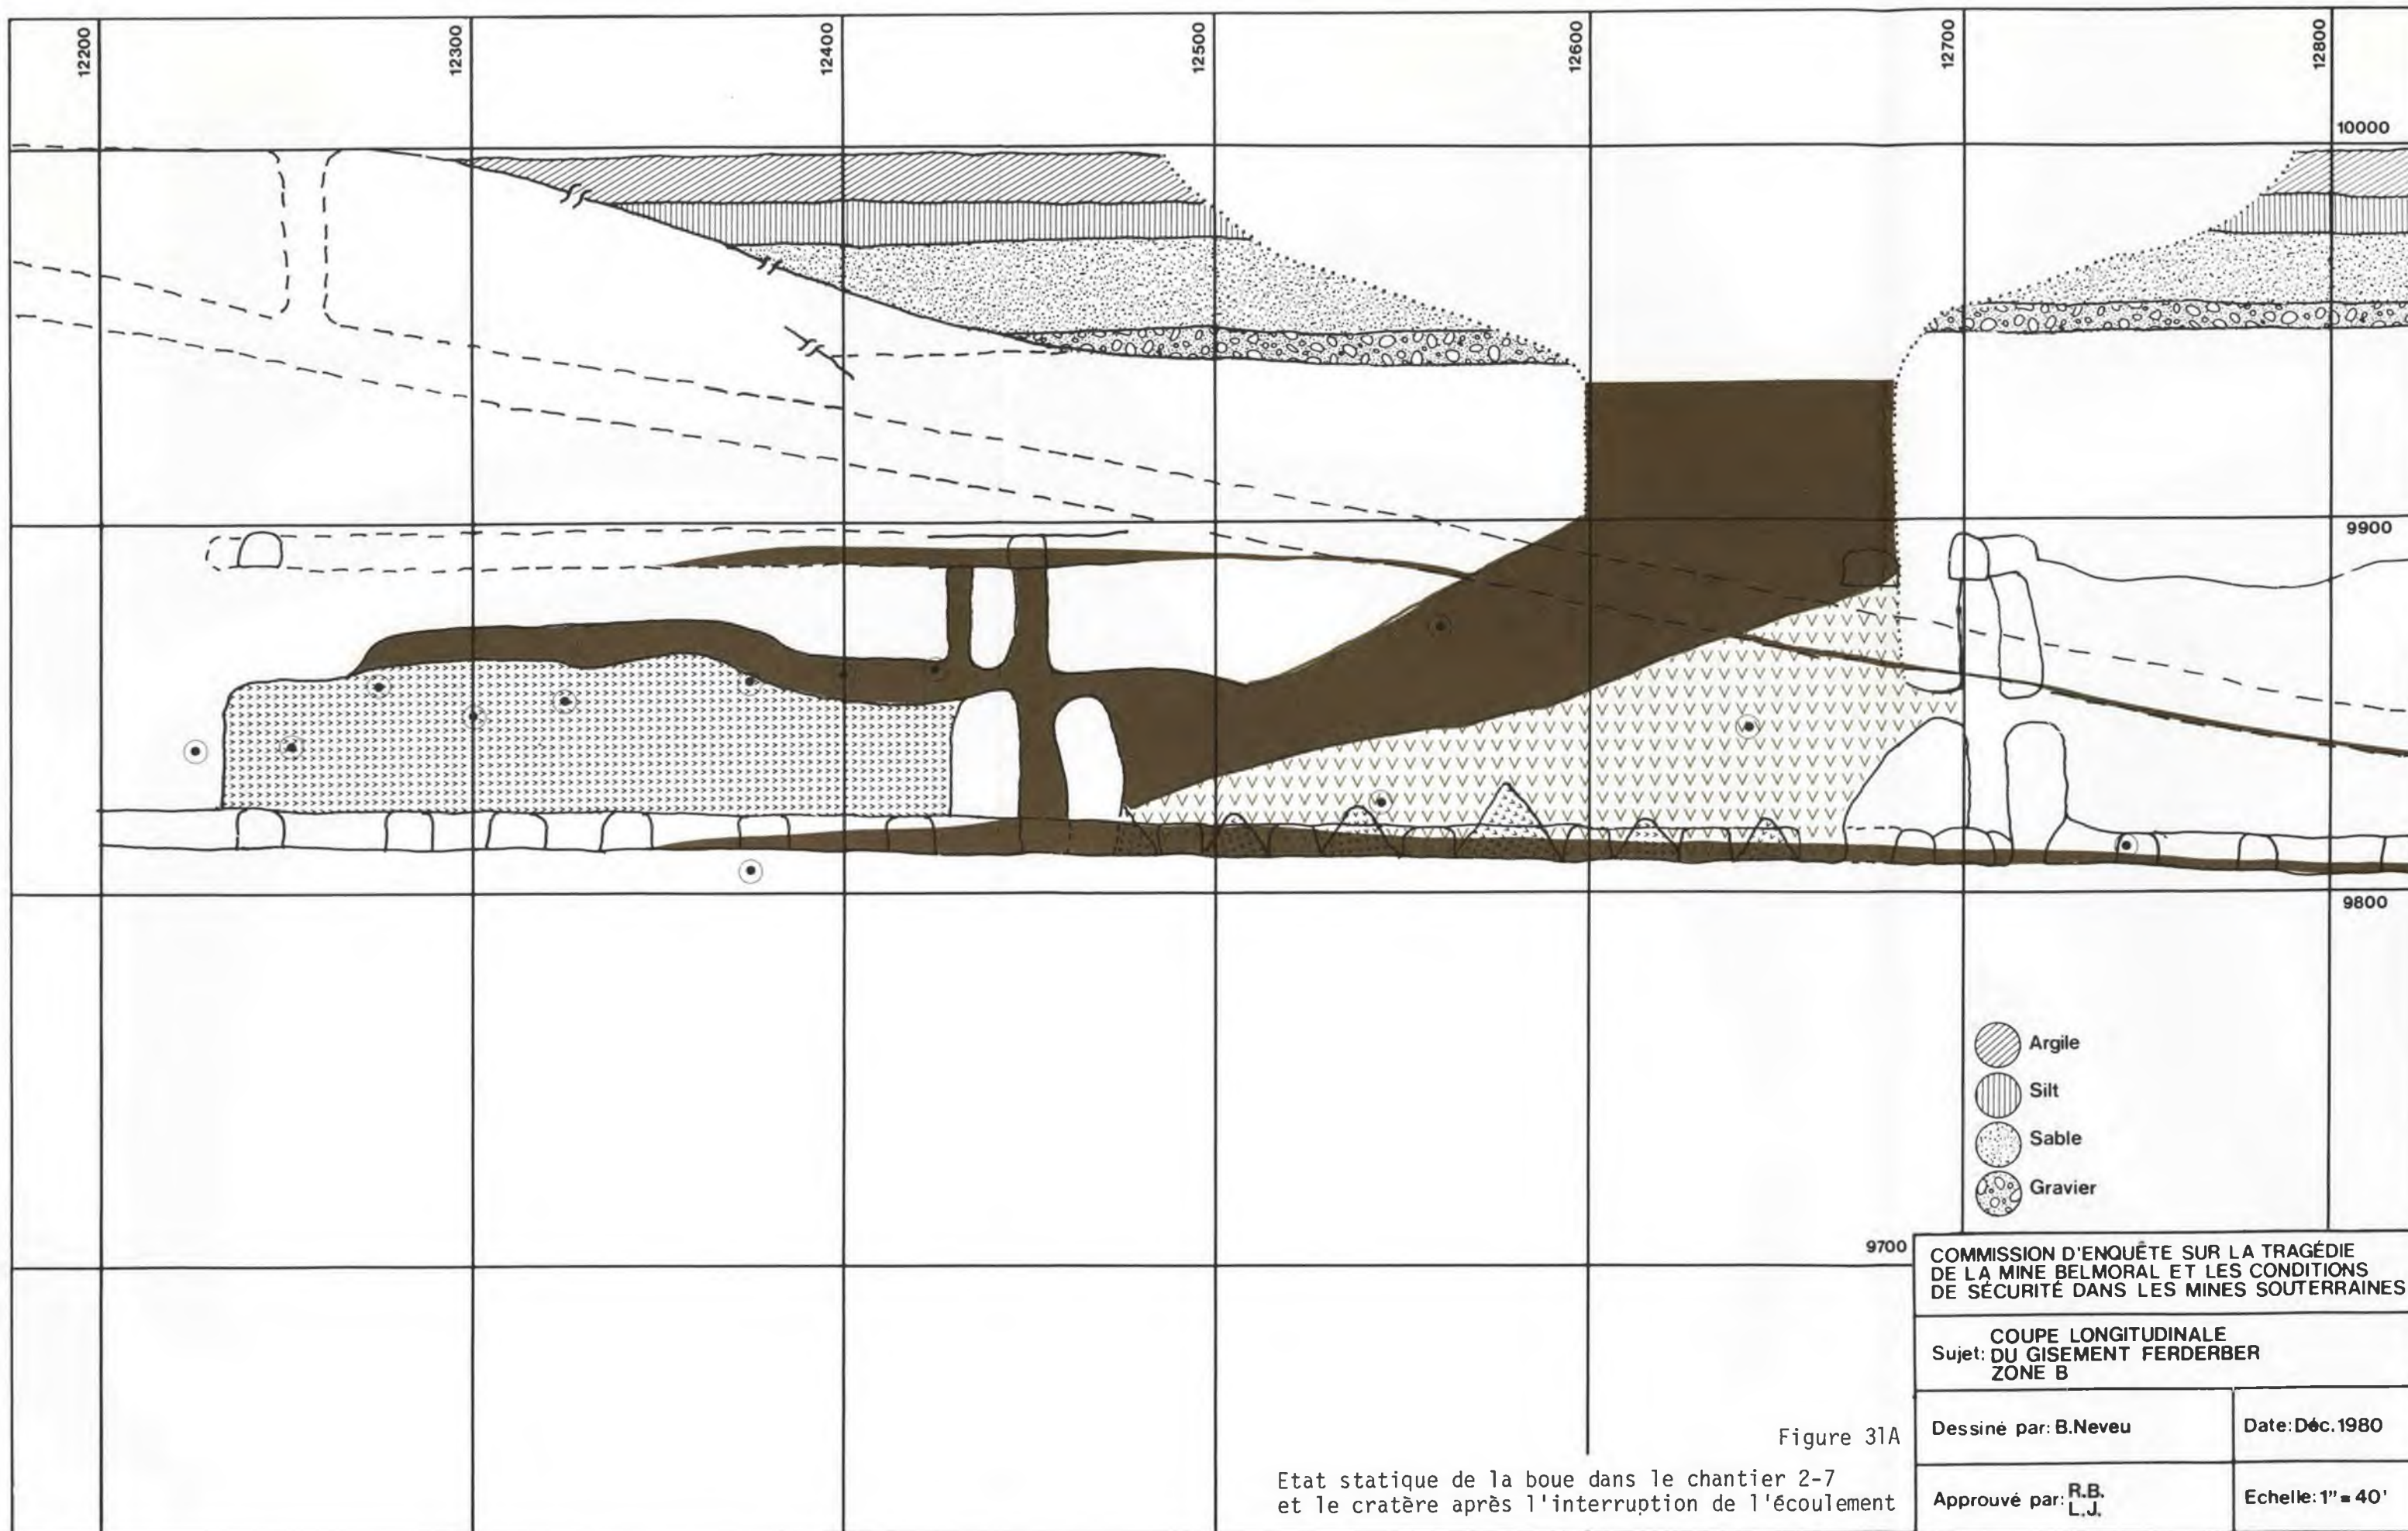 12200
12300
12400
12500
12600
12700
12800
10000
9900
9800
Argile
Silt
Sable
Gravier
9700
COMMISSION D'ENQUÊTE SUR LA TRAGÉDIE
DE LA MINE BELMORAL ET LES CONDITIONS
DE SÉCURITÉ DANS LES MINES SOUTERRAINES
Sujet: COUPE LONGITUDINALE
DU GISEMENT FERDERBER
ZONE B
Dessiné par: B.Neveu
Date: Déc.1980
Approuvé par: R.B.
L.J.
Echelle: 1" = 40'
Figure 31A
Etat statique de la boue dans le chantier 2-7
et le cratère après l'interruption de l'écoulement